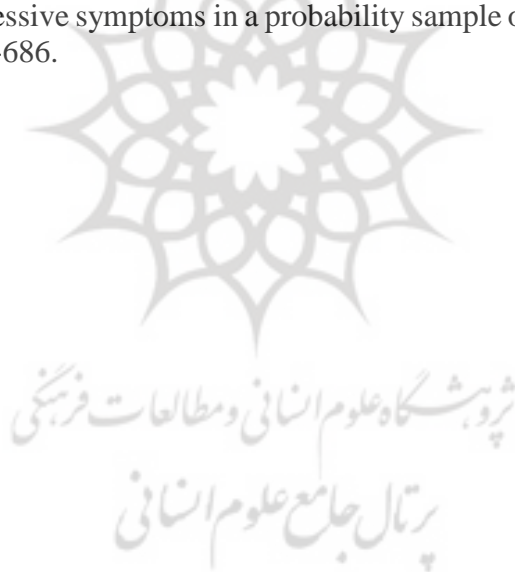 essive symptoms in a probability sample o
-686.
پژوهشگاه علوم انسانی و مطالعات فرهنگی
پرتال جامع علوم انسانی